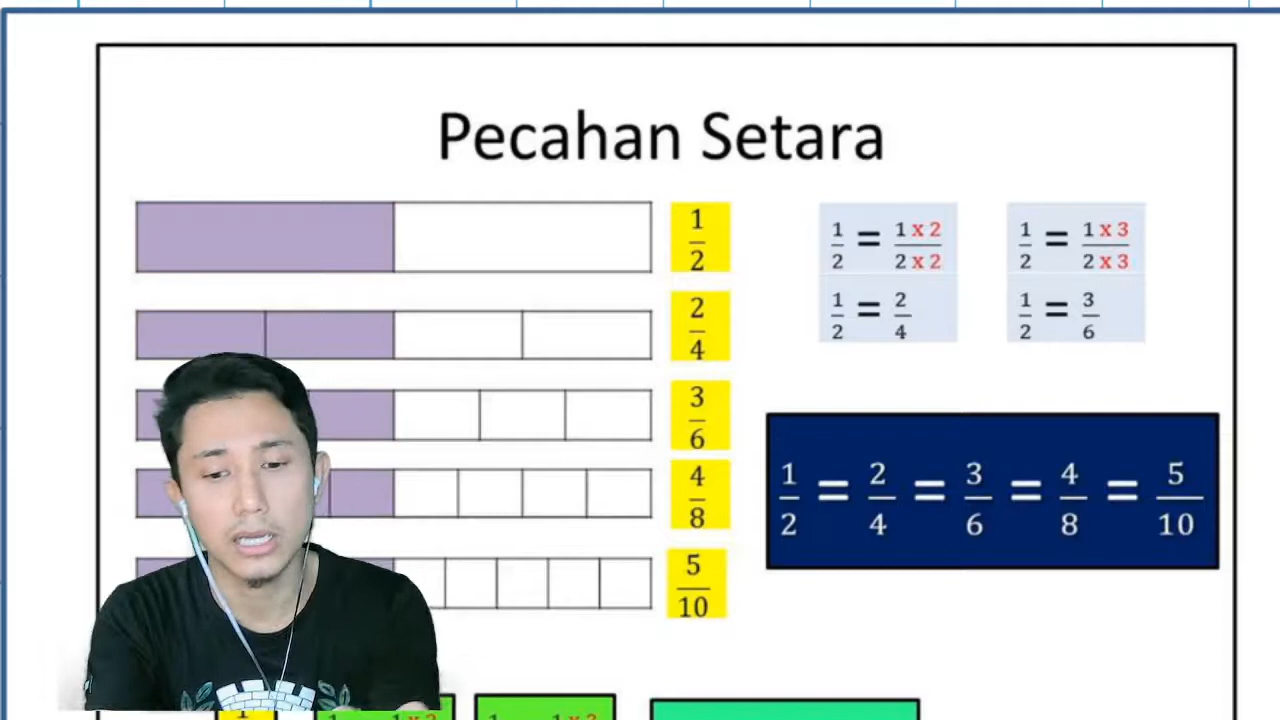 Pecahan Setara
1/2
2/4
3/6
4/8
5/10
1/2 = 1 x 2/2 x 2
1/2 = 2/4
1/2 = 1 x 3/2 x 3
1/2 = 3/6
1/2 = 2/4 = 3/6 = 4/8 = 5/10